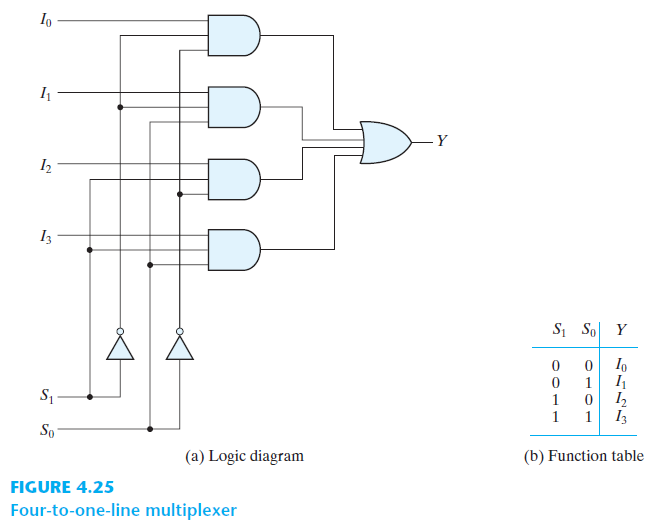 I0
I1
I2
I3
Y
S1
S0
S1 S0 Y
0 0 I0
0 1 I1
1 0 I2
1 1 I3
(a) Logic diagram
(b) Function table
FIGURE 4.25
Four-to-one-line multiplexer